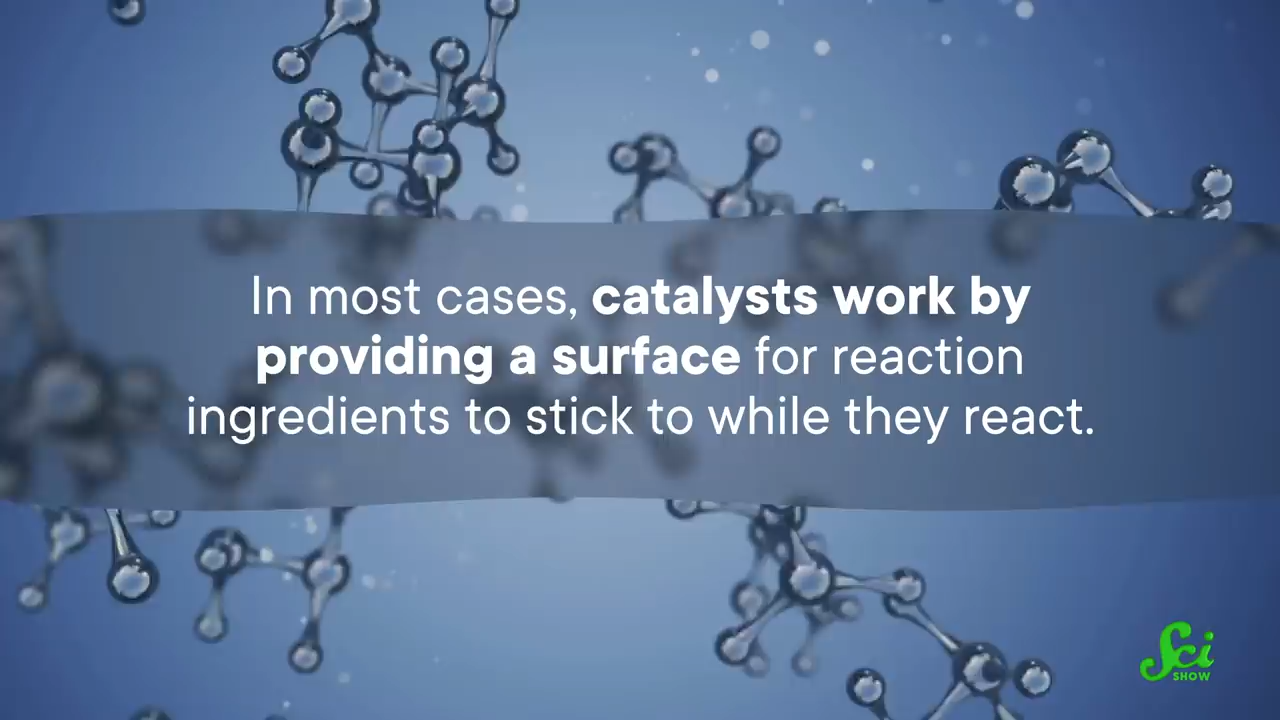 In most cases, catalysts work by
providing a surface for reaction
ingredients to stick to while they react.
Sci
SHOW